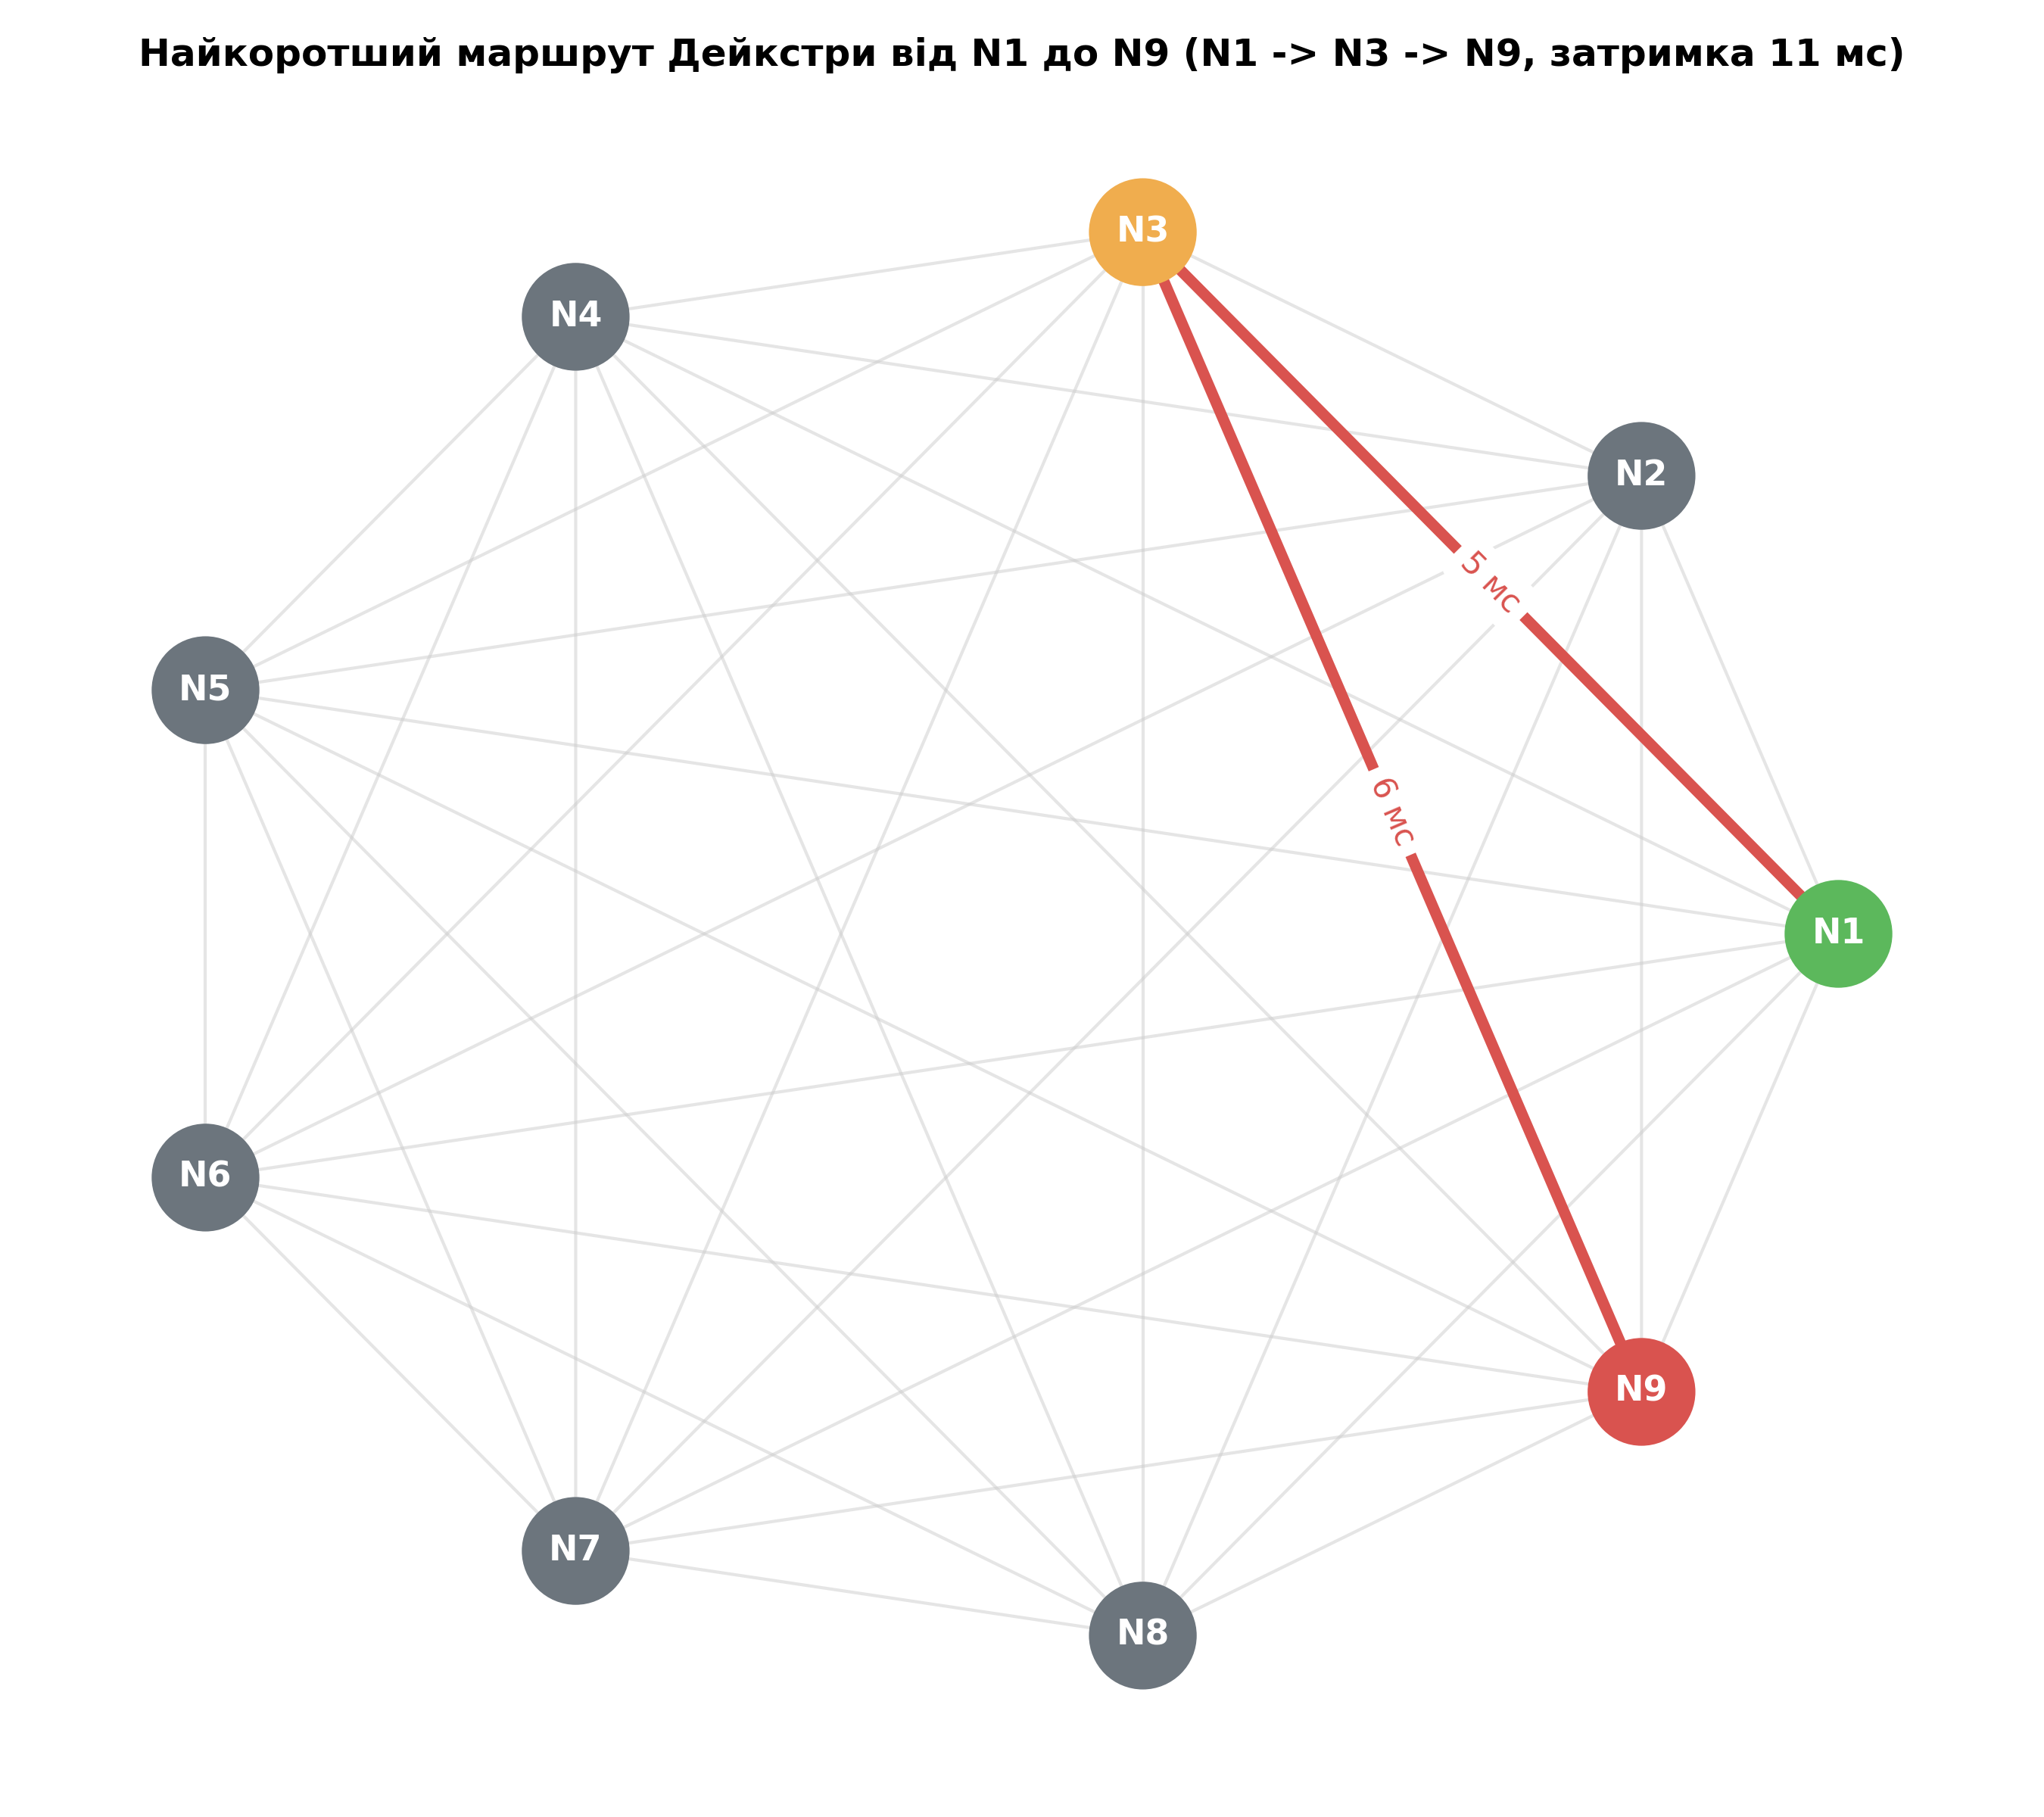 Найкоротший маршрут Дейкстри від N1 до N9 (N1 -> N3 -> N9, затримка 11 мс)
N3
N4
N2
5 мс
N5
6 мс
N1
N6
N9
N7
N8